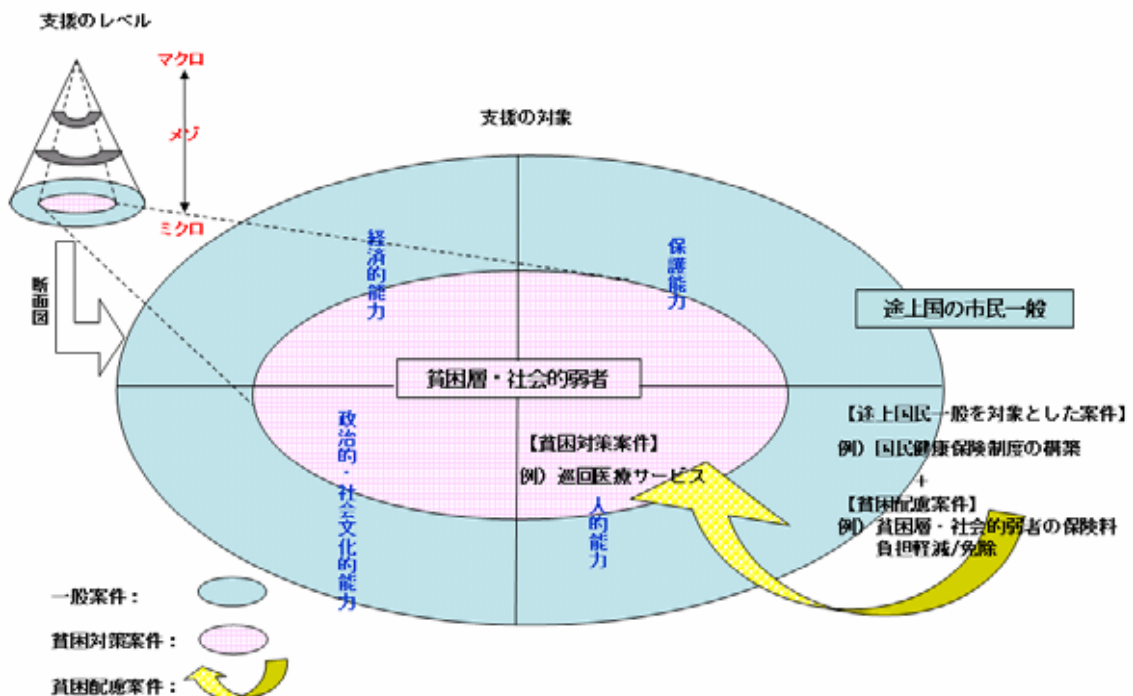 支援のレベル
マクロ
メゾ
ミクロ
断面図
支援の対象
経済的能力
保護能力
途上国の市民一般
貧困層・社会的弱者
政治的・社会文化的能力
【貧困対策案件】
例）巡回医療サービス
人的能力
【途上国民一般を対象とした案件】
例）国民健康保険制度の構築
+
【貧困配慮案件】
例）貧困層・社会的弱者の保険料
負担軽減/免除
一般案件：
貧困対策案件：
貧困配慮案件：